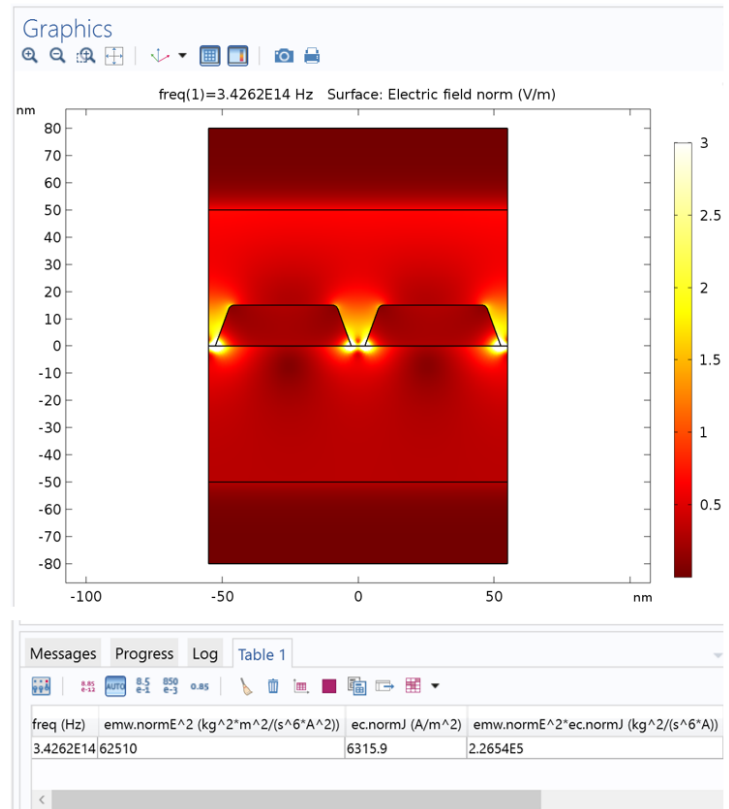 Graphics
freq(1)=3.4262E14 Hz Surface: Electric field norm (V/m)
nm
80
70
60
50
40
30
20
10
0
-10
-20
-30
-40
-50
-60
-70
-80
-100 -50 0 50 nm
3
2.5
2
1.5
1
0.5
Messages Progress Log Table 1
8.85 e-12 AUTO 8.5 e-1 850 e-3 0.85
freq (Hz) emw.normE^2 (kg^2*m^2/(s^6*A^2)) ec.normJ (A/m^2) emw.normE^2*ec.normJ (kg^2/(s^6*A))
3.4262E14 62510 6315.9 2.2654E5